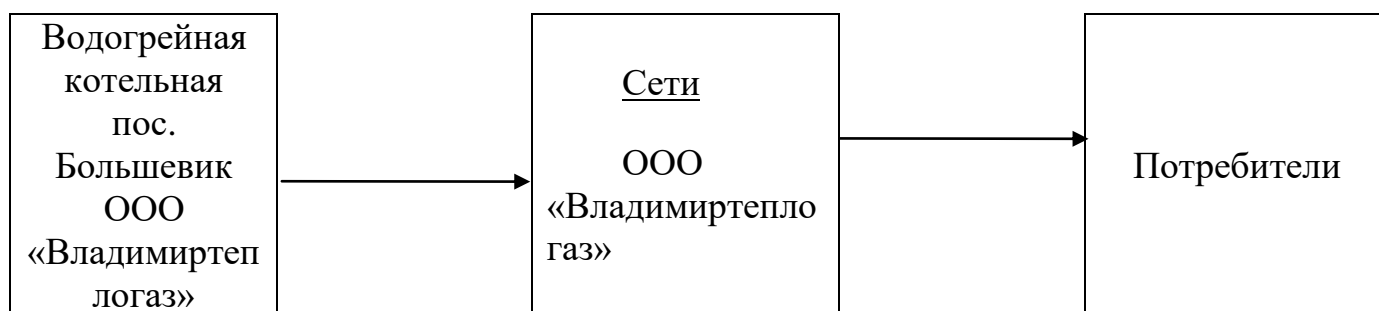 Водогрейная
котельная
пос.
Большевик
ООО
«Владимиртеп
логаз»
Сети
ООО
«Владимиртепло
газ»
Потребители